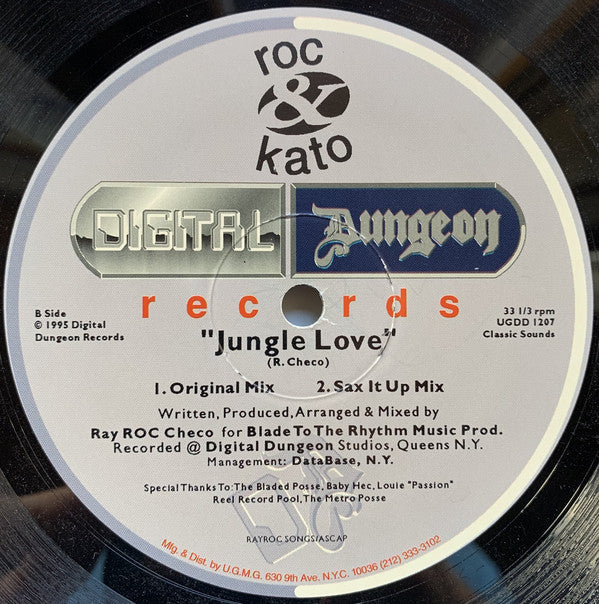 roc
&
kato
DIGITAL Dungeon
records
B Side
© 1995 Digital
Dungeon Records
33 1/3 rpm
UGDD 1207
Classic Sounds
"Jungle Love"
(R. Checo)
1. Original Mix 2. Sax It Up Mix
Written, Produced, Arranged & Mixed by
Ray ROC Checo for Blade To The Rhythm Music Prod.
Recorded @ Digital Dungeon Studios, Queens N.Y.
Management: DataBase, N.Y.
Special Thanks To: The Bladed Posse, Baby Hec, Louie "Passion"
Reel Record Pool, The Metro Posse
RAYROC SONGS/ASCAP
Mfg. & Dist. by U.G.M.G. 630 9th Ave. N.Y.C. 10036 (212) 333-3102